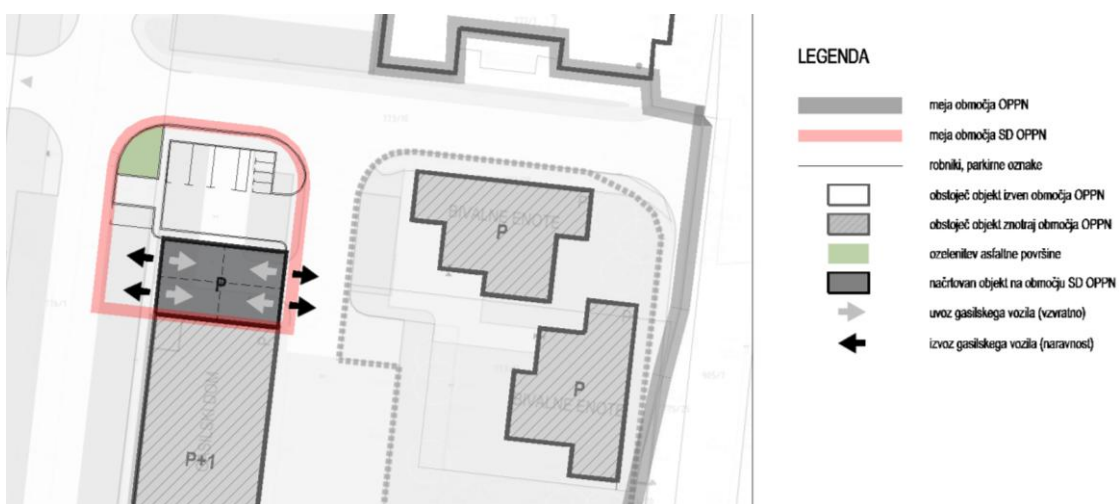 LEGENDA
meja območja OPPN
meja območja SD OPPN
robniki, parkirne oznake
obstoječ objekt izven območja OPPN
obstoječ objekt znotraj območja OPPN
ozelenitev asfaltne površine
načrtovan objekt na območju SD OPPN
uvoz gasilskega vozila (vzvratno)
izvoz gasilskega vozila (naravnost)
BIVALNE ENOTE
P
P
P
BIVALNE ENOTE
GASILSKI DOM
P+1